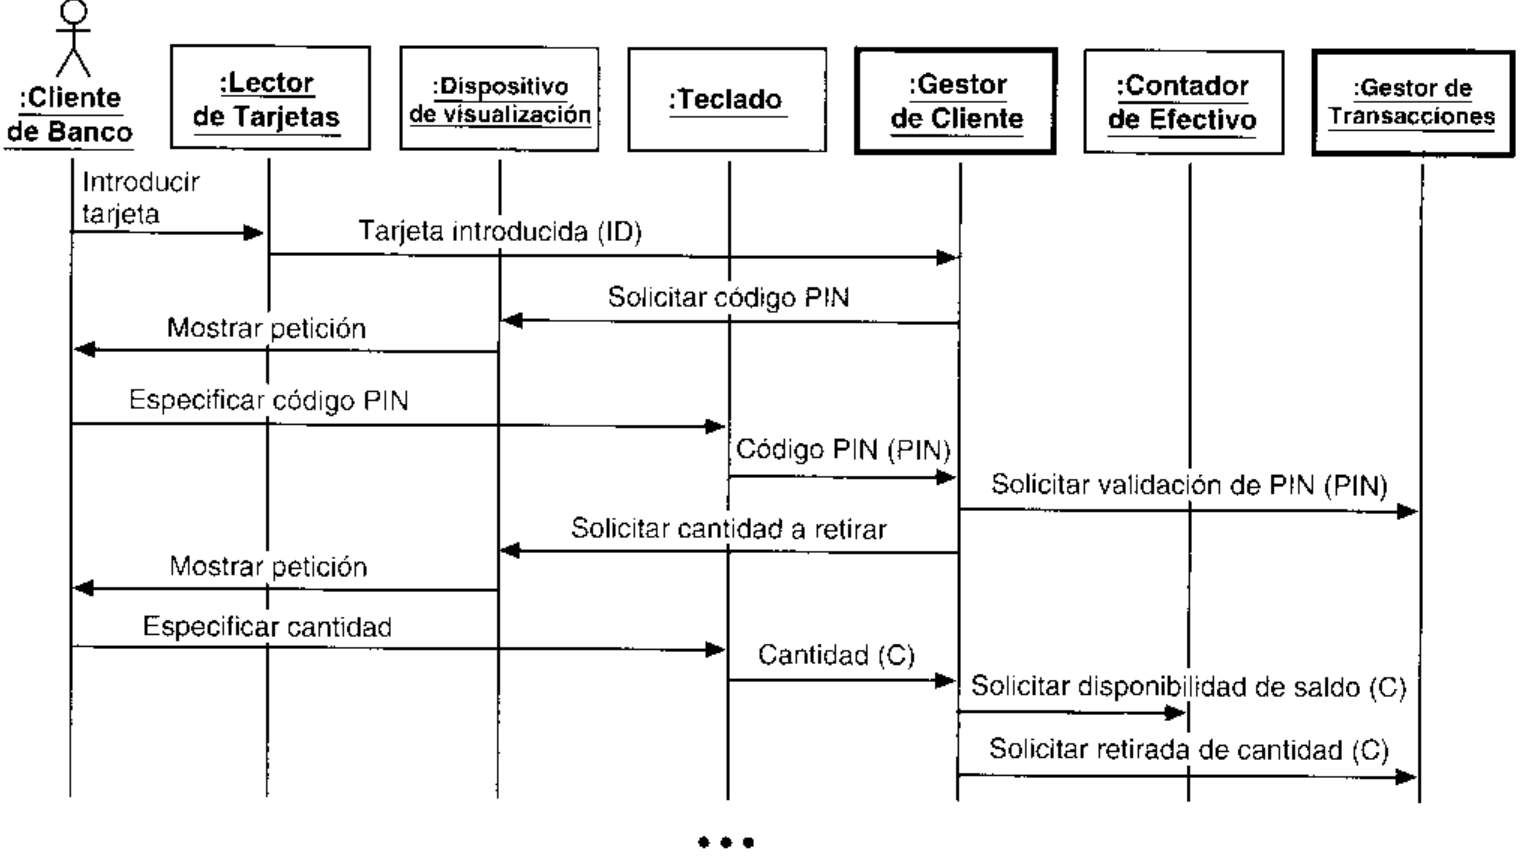 :Cliente
de Banco
:Lector
de Tarjetas
:Dispositivo
de visualización
:Teclado
:Gestor
de Cliente
:Contador
de Efectivo
:Gestor de
Transacciones
Introducir
tarjeta
Tarjeta introducida (ID)
Solicitar código PIN
Mostrar petición
Especificar código PIN
Código PIN (PIN)
Solicitar validación de PIN (PIN)
Solicitar cantidad a retirar
Mostrar petición
Especificar cantidad
Cantidad (C)
Solicitar disponibilidad de saldo (C)
Solicitar retirada de cantidad (C)
•••